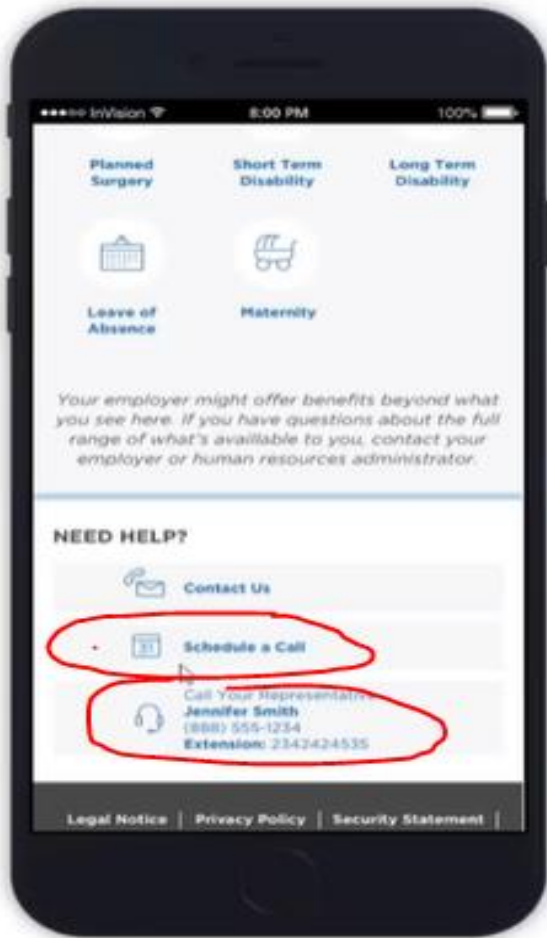 InVision 8:00 PM 100%
Planned Short Term Long Term
Surgery Disability Disability
Leave of Maternity
Absence
Your employer might offer benefits beyond what
you see here. If you have questions about the full
range of what's availlable to you, contact your
employer or human resources administrator.
NEED HELP?
Contact Us
31 Schedule a Call
Call Your Representative
Jennifer Smith
(888) 555-1234
Extension: 2342424535
Legal Notice | Privacy Policy | Security Statement |